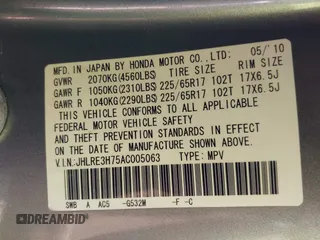 MFD. IN JAPAN BY HONDA MOTOR CO., LTD. 05/10
GVWR 2070KG(4560LBS) TIRE SIZE RIM SIZE
GAWR F 1050KG(2310LBS) 225/65R17 102T 17X6.5J
GAWR R 1040KG(2290LBS) 225/65R17 102T 17X6.5J
THIS VEHICLE CONFORMS TO ALL APPLICABLE
FEDERAL MOTOR VEHICLE SAFETY
AND THEFT PREVENTION STANDARDS IN EFFECT
ON THE DATE OF MANUFACTURE SHOWN ABOVE.
V.I.N.: JHLRE3H75AC005063 TYPE: MPV
SWB A AC5 -G532M -F -C
DREAMBID